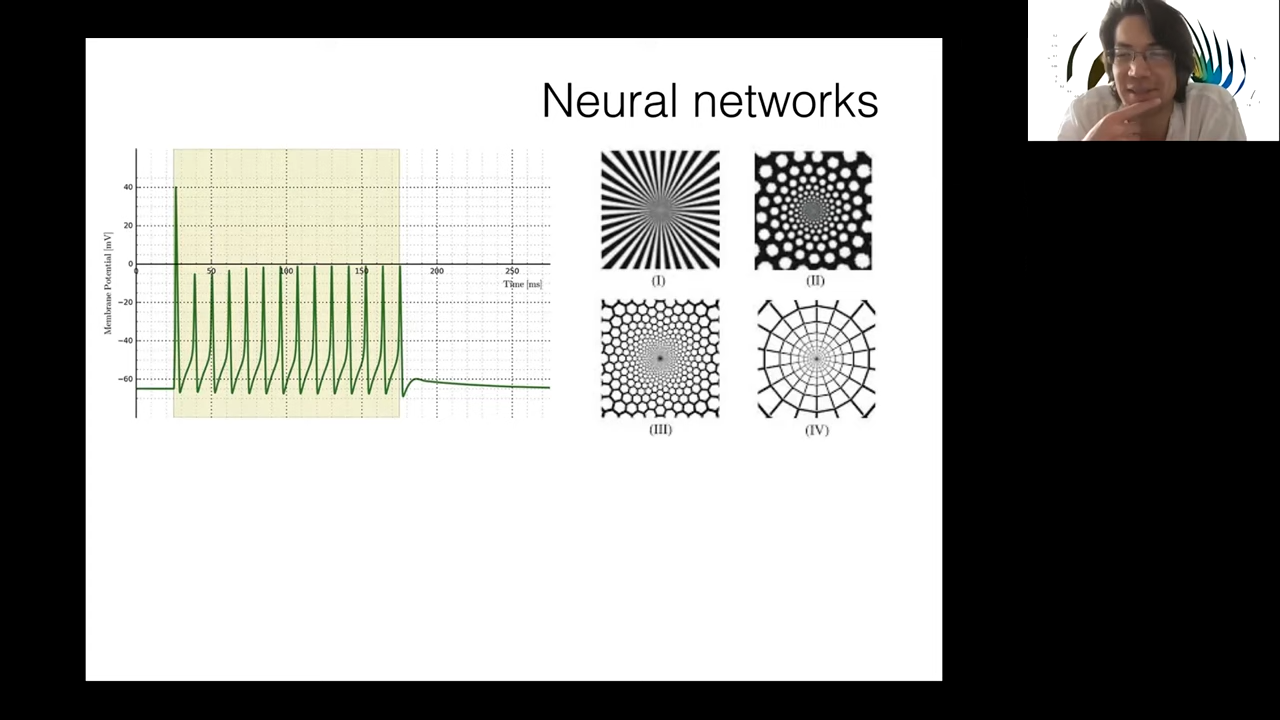 Neural networks
40
20
0
0 50 100 150 200 250
Time [ms]
−20
−40
−60
Membrane Potential [mV]
(I) (II)
(III) (IV)